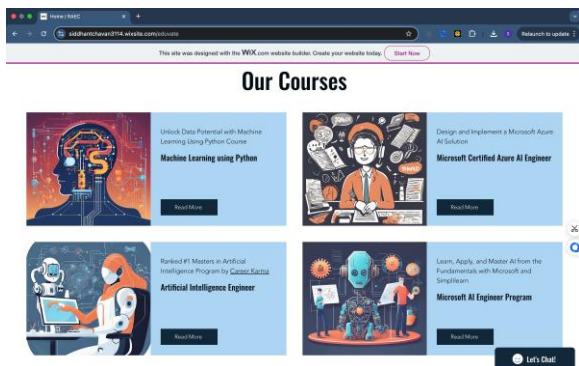 Home | RAEC
siddhantchavan3114.wixsite.com/eduvate
Relaunch to update
This site was designed with the WiX.com website builder. Create your website today.
Start Now
Our Courses
Unlock Data Potential with Machine
Learning Using Python Course
Machine Learning using Python
Read More
Design and Implement a Microsoft Azure
AI Solution
Microsoft Certified Azure AI Engineer
Read More
Ranked #1 Masters in Artificial
Intelligence Program by Career Karma
Artificial Intelligence Engineer
Read More
Learn, Apply, and Master AI from the
Fundamentals with Microsoft and
Simplilearn
Microsoft AI Engineer Program
Read More
Let's Chat!